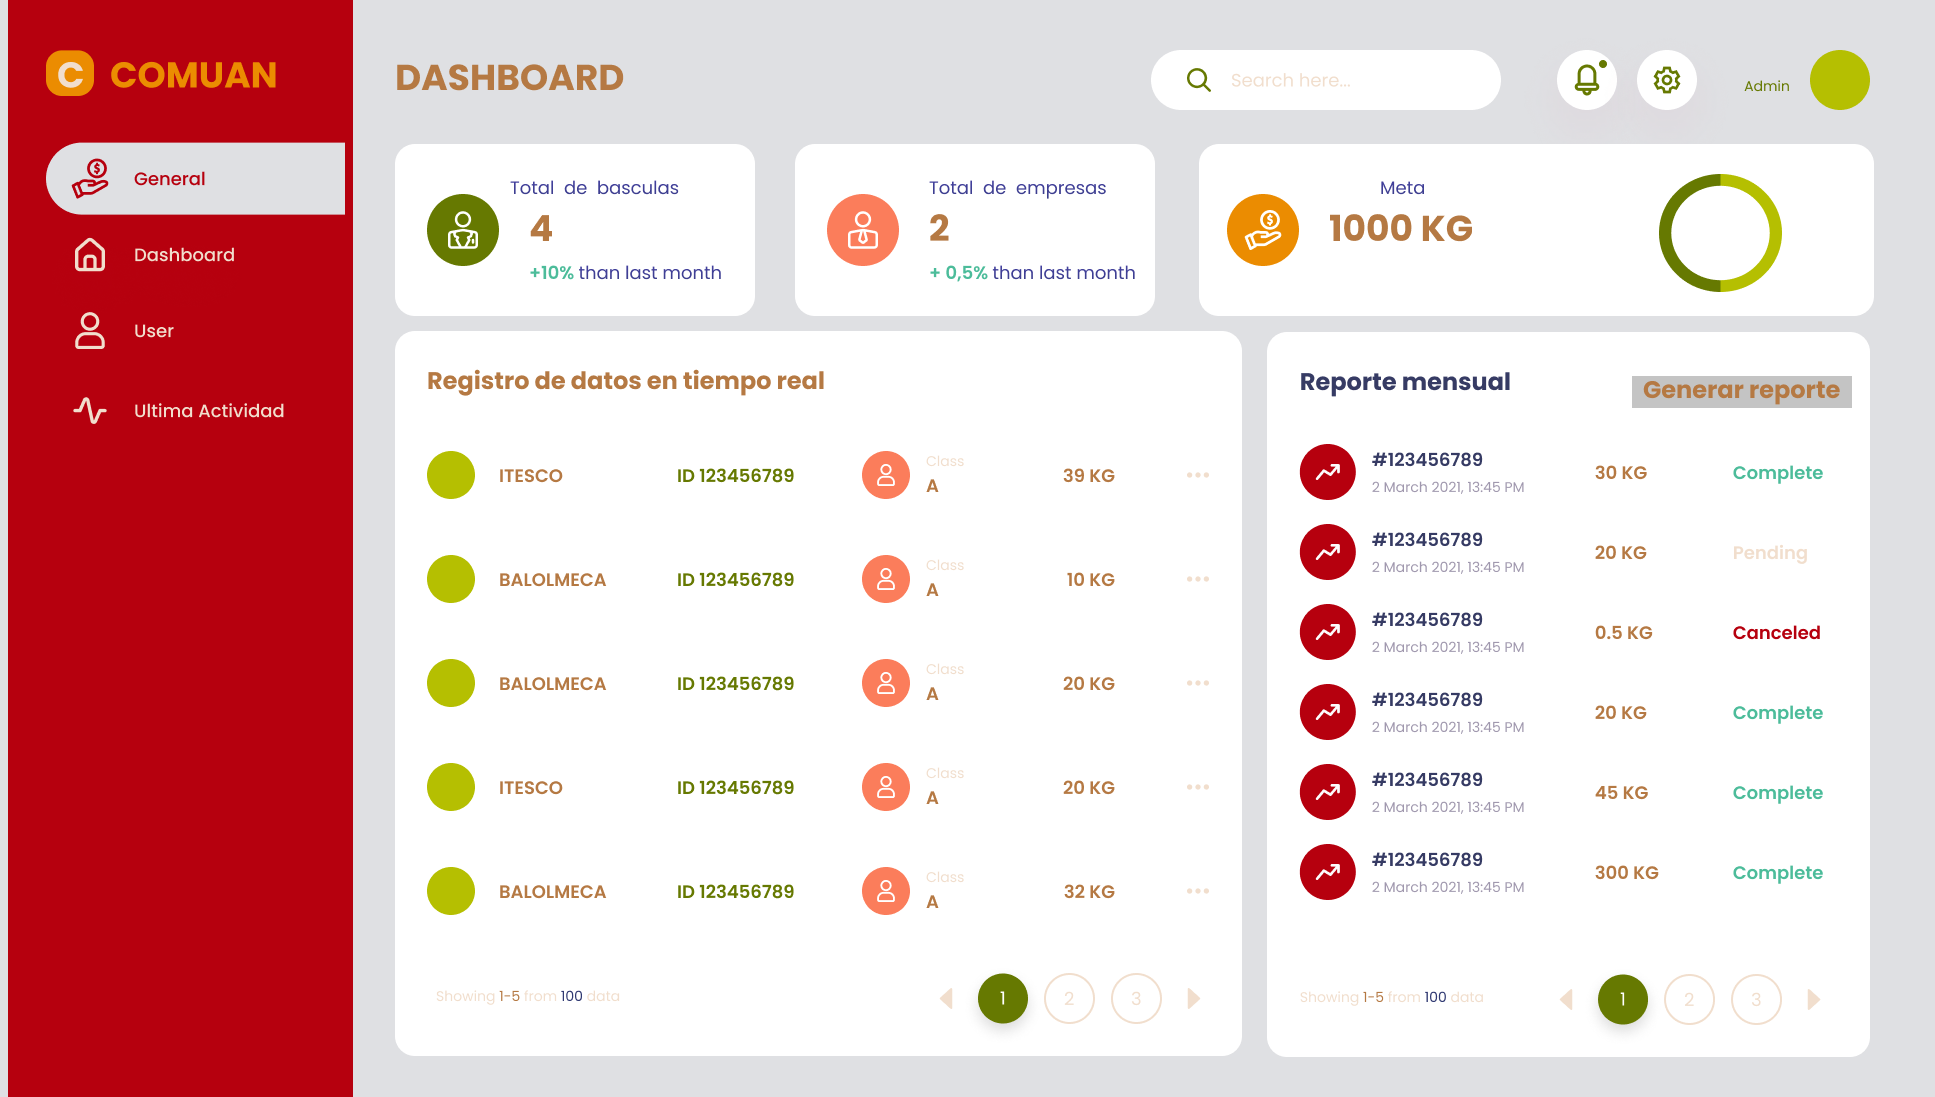 C COMUAN
General
Dashboard
User
Ultima Actividad
DASHBOARD
Search here...
Admin
Total de basculas
4
+10% than last month
Total de empresas
2
+ 0,5% than last month
Meta
1000 KG
Registro de datos en tiempo real
ITESCO ID 123456789 Class A 39 KG
BALOLMECA ID 123456789 Class A 10 KG
BALOLMECA ID 123456789 Class A 20 KG
ITESCO ID 123456789 Class A 20 KG
BALOLMECA ID 123456789 Class A 32 KG
Showing 1-5 from 100 data
1 2 3
Reporte mensual
Generar reporte
#123456789
2 March 2021, 13:45 PM
30 KG Complete
#123456789
2 March 2021, 13:45 PM
20 KG Pending
#123456789
2 March 2021, 13:45 PM
0.5 KG Canceled
#123456789
2 March 2021, 13:45 PM
20 KG Complete
#123456789
2 March 2021, 13:45 PM
45 KG Complete
#123456789
2 March 2021, 13:45 PM
300 KG Complete
Showing 1-5 from 100 data
1 2 3